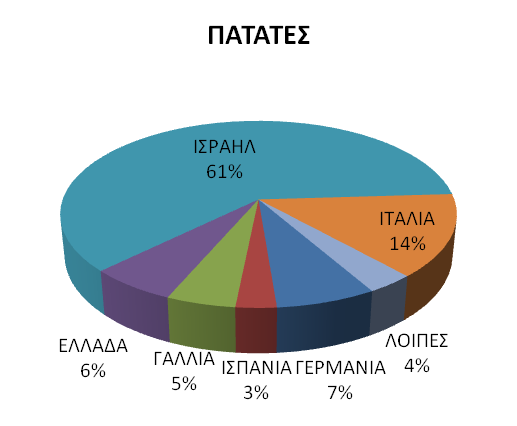 ΠΑΤΑΤΕΣ
ΙΣΡΑΗΛ
61%
ΙΤΑΛΙΑ
14%
ΛΟΙΠΕΣ
4%
ΓΕΡΜΑΝΙΑ
7%
ΙΣΠΑΝΙΑ
3%
ΓΑΛΛΙΑ
5%
ΕΛΛΑΔΑ
6%